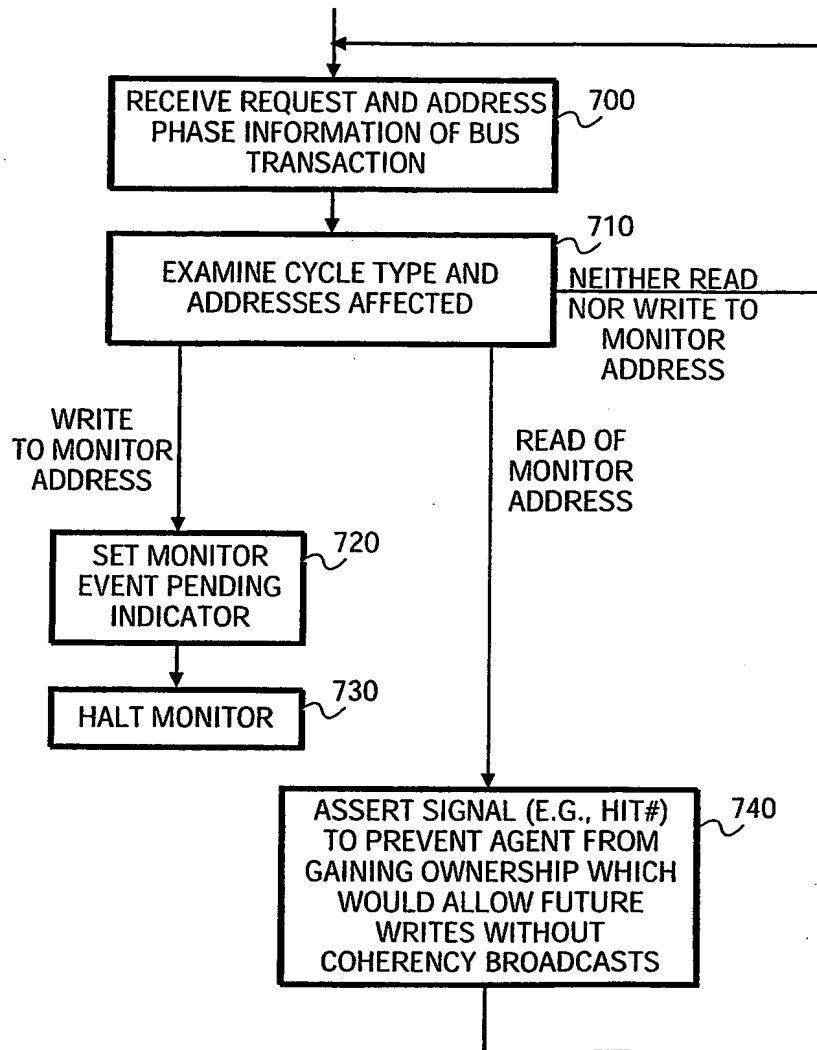 RECEIVE REQUEST AND ADDRESS
PHASE INFORMATION OF BUS
TRANSACTION
700
EXAMINE CYCLE TYPE AND
ADDRESSES AFFECTED
710
NEITHER READ
NOR WRITE TO
MONITOR
ADDRESS
WRITE
TO MONITOR
ADDRESS
READ OF
MONITOR
ADDRESS
SET MONITOR
EVENT PENDING
INDICATOR
720
HALT MONITOR
730
ASSERT SIGNAL (E.G., HIT#)
TO PREVENT AGENT FROM
GAINING OWNERSHIP WHICH
WOULD ALLOW FUTURE
WRITES WITHOUT
COHERENCY BROADCASTS
740